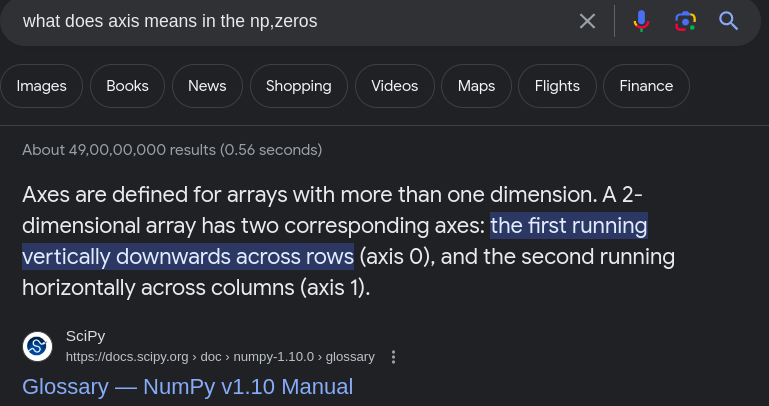 what does axis means in the np,zeros
Images Books News Shopping Videos Maps Flights Finance
About 49,00,00,000 results (0.56 seconds)
Axes are defined for arrays with more than one dimension. A 2-
dimensional array has two corresponding axes: the first running
vertically downwards across rows (axis 0), and the second running
horizontally across columns (axis 1).
SciPy
https://docs.scipy.org › doc › numpy-1.10.0 › glossary
Glossary — NumPy v1.10 Manual